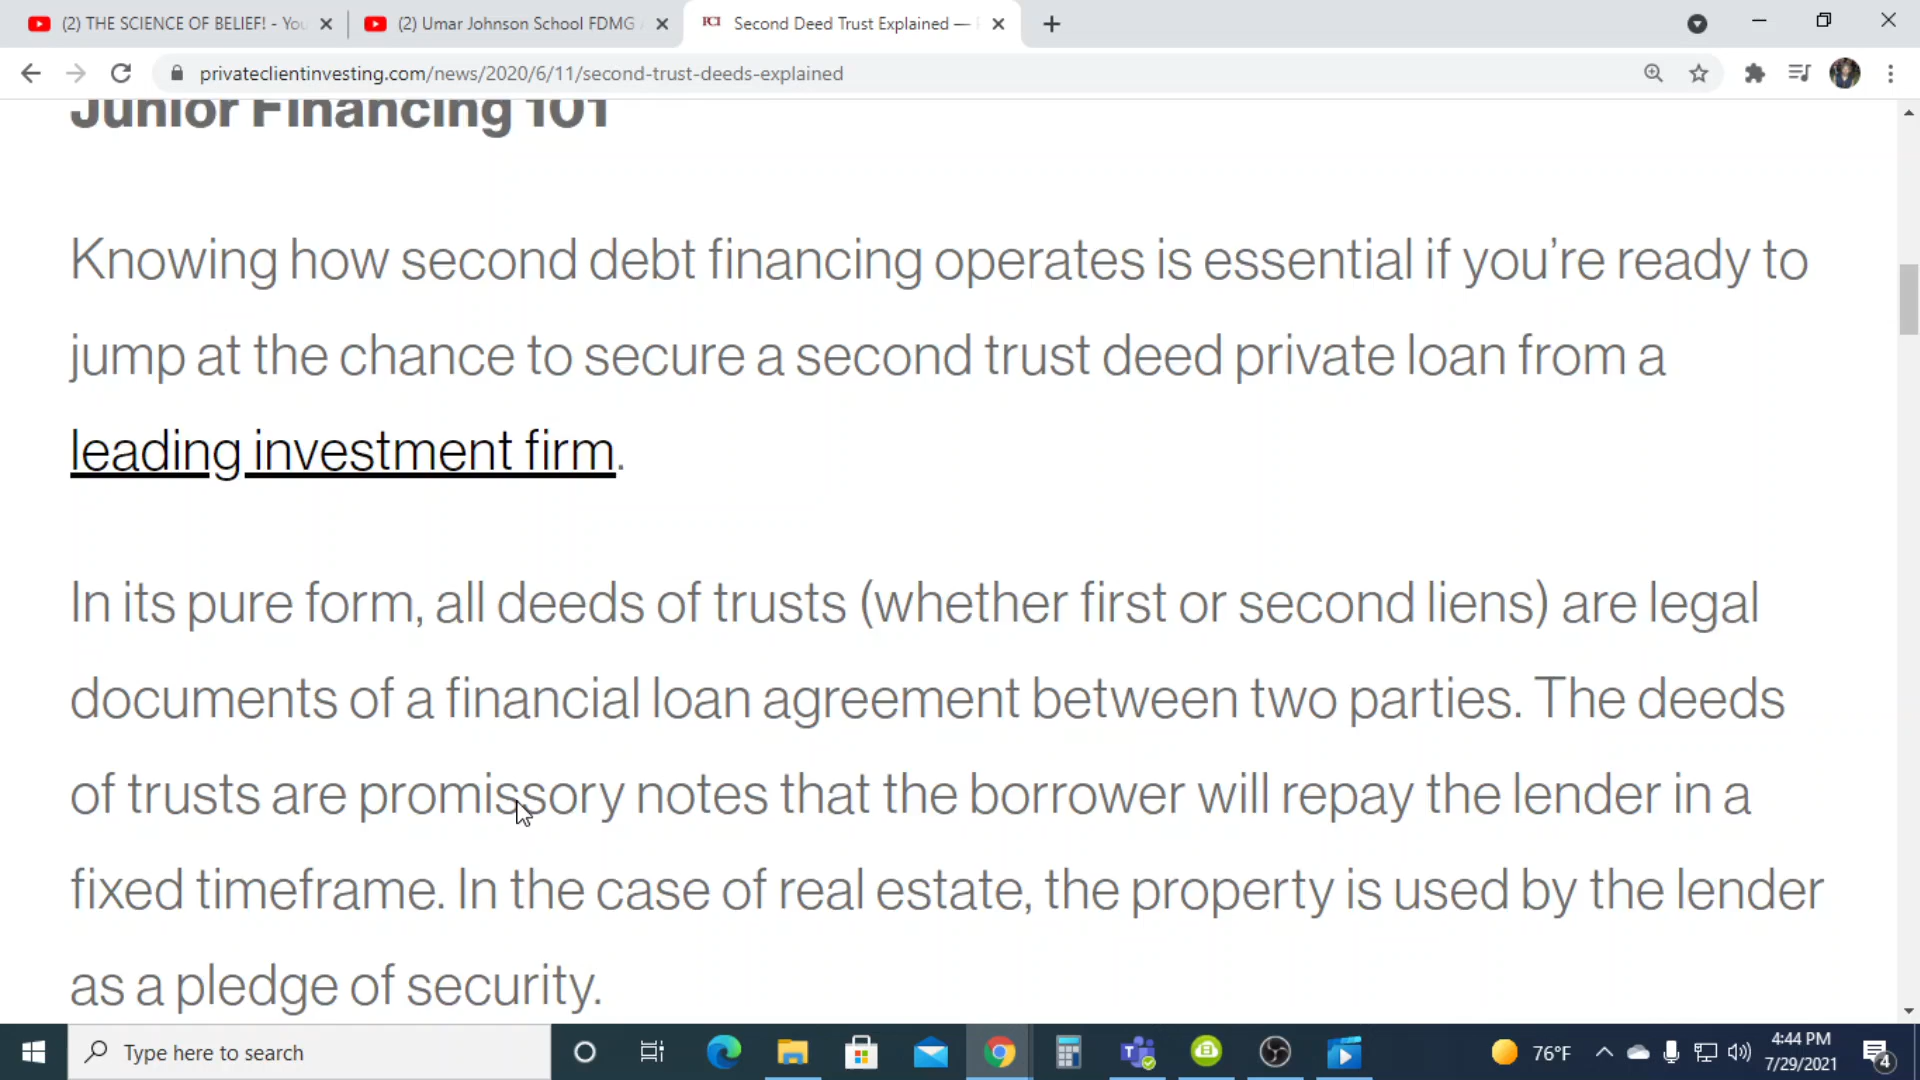 (2) THE SCIENCE OF BELIEF! - You
(2) Umar Johnson School FDMG
PCI Second Deed Trust Explained —
privateclientinvesting.com/news/2020/6/11/second-trust-deeds-explained
Junior Financing 101
Knowing how second debt financing operates is essential if you're ready to
jump at the chance to secure a second trust deed private loan from a
leading investment firm.
In its pure form, all deeds of trusts (whether first or second liens) are legal
documents of a financial loan agreement between two parties. The deeds
of trusts are promissory notes that the borrower will repay the lender in a
fixed timeframe. In the case of real estate, the property is used by the lender
as a pledge of security.
Type here to search
76°F
4:44 PM
7/29/2021
4